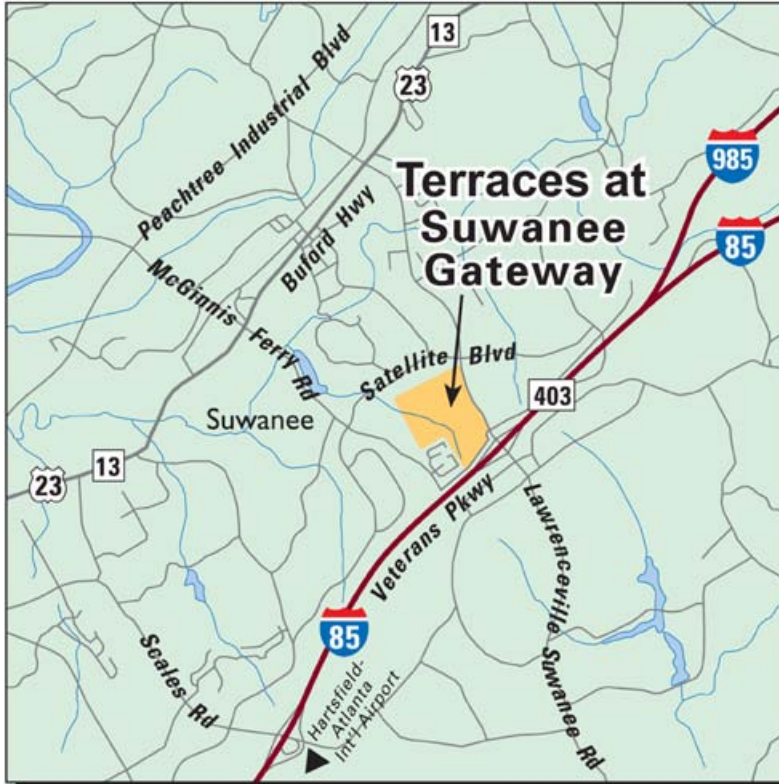 13
23
Peachtree Industrial Blvd
985
Terraces at
Suwanee
Gateway
85
Buford Hwy
McGinnis Ferry Rd
Satellite Blvd
403
Suwanee
13
23
Veterans Pkwy
Lawrenceville Suwanee Rd
85
Scales Rd
Hartsfield-
Atlanta
Int'l Airport